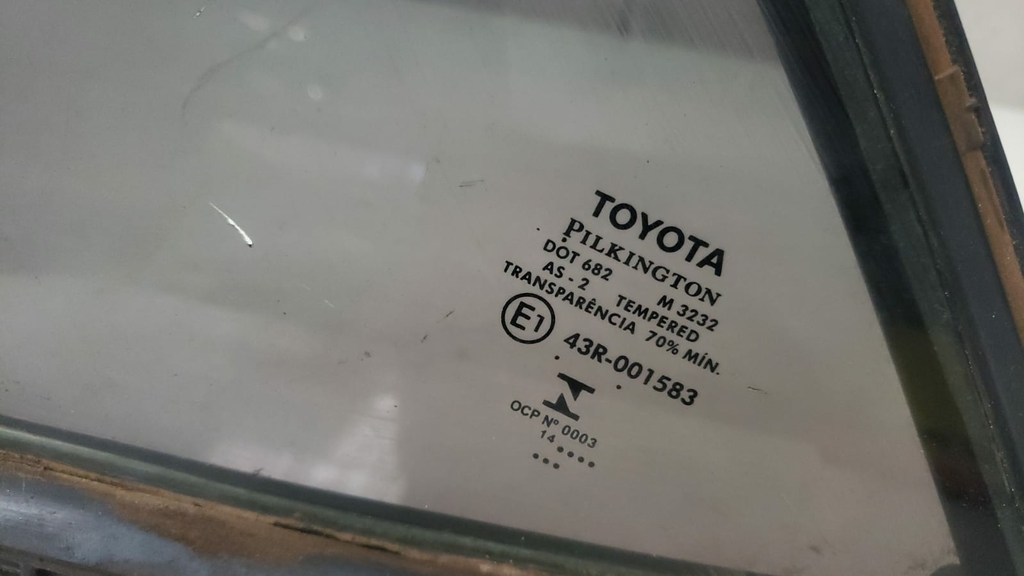 TOYOTA
PILKINGTON
DOT 682 M 3232
AS - 2 TEMPERED
TRANSPARÊNCIA 70% MÍN.
E1 43R-001583
OCP Nº 0003
14